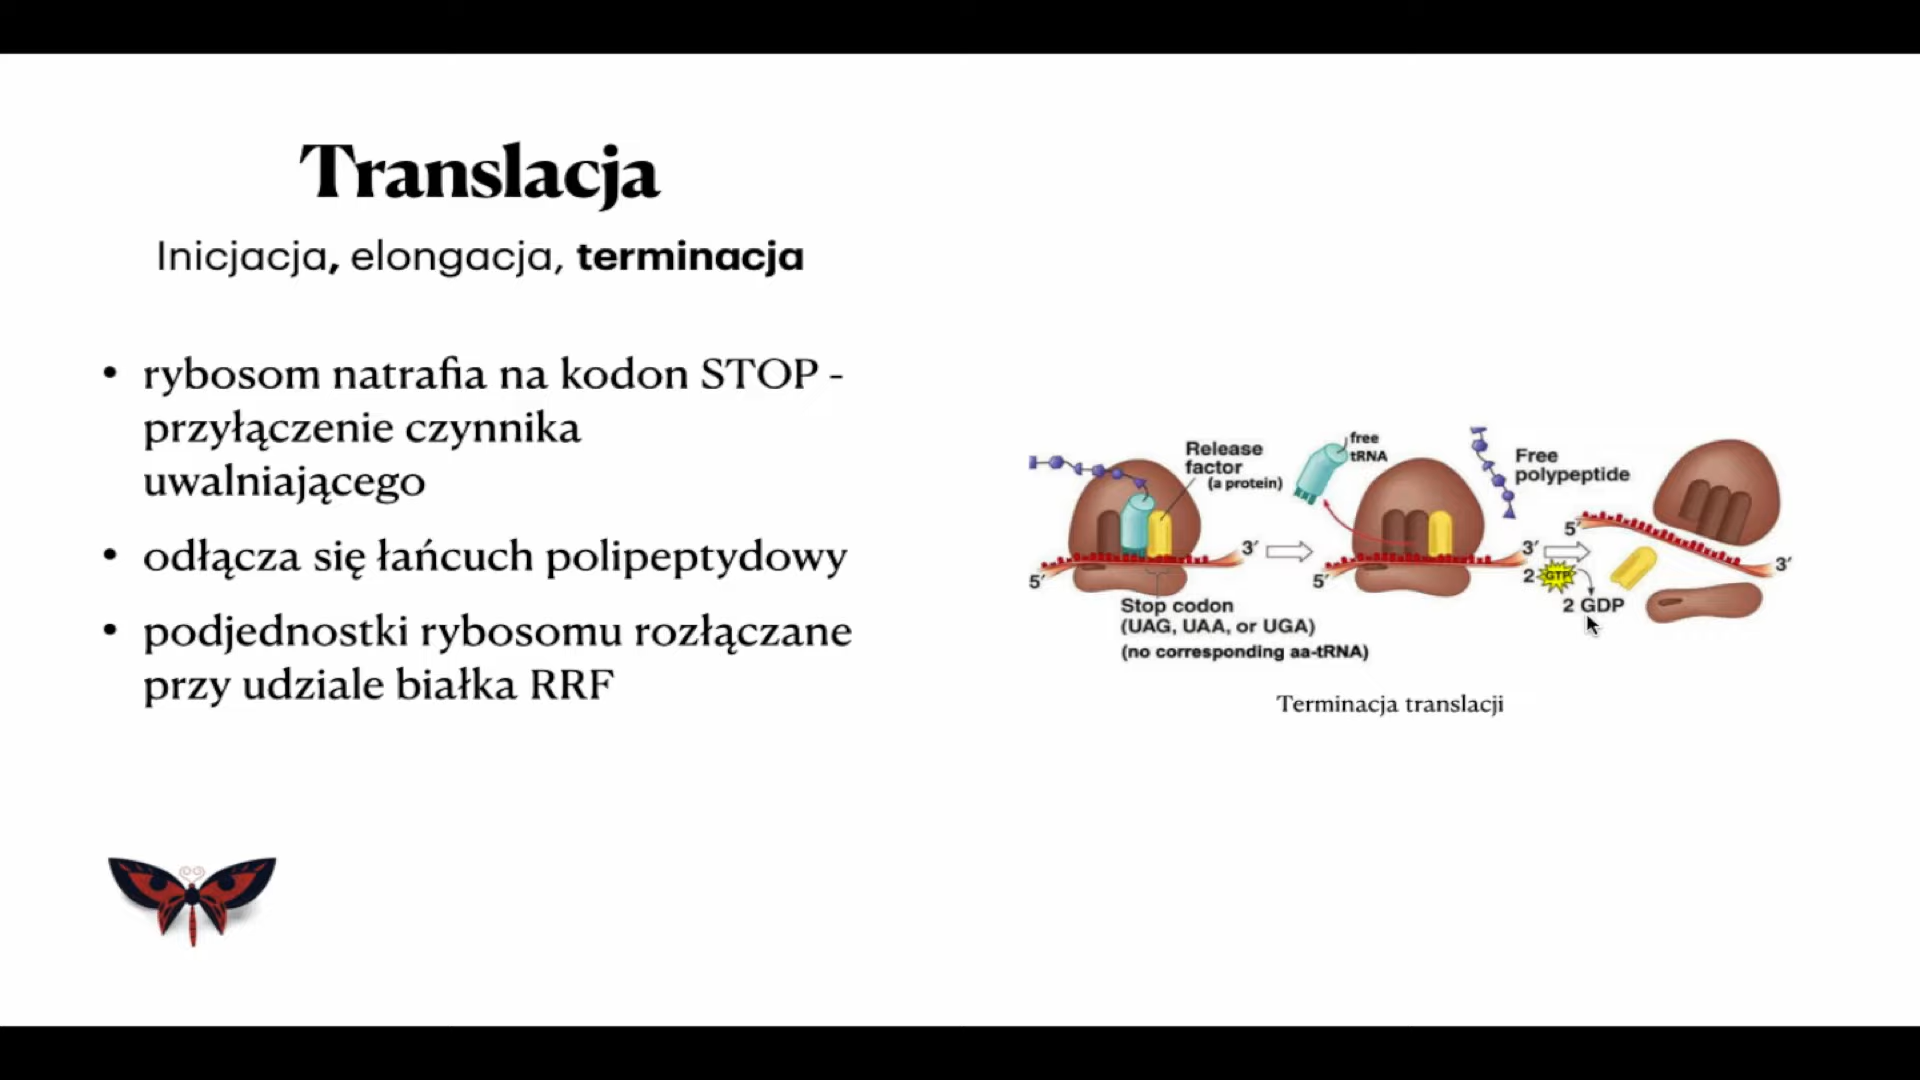 Translacja
Inicjacja, elongacja, terminacja
• rybosom natrafia na kodon STOP -
przyłączenie czynnika
uwalniającego
• odłącza się łańcuch polipeptydowy
• podjednostki rybosomu rozłączane
przy udziale białka RRF
Release
factor
(a protein)
free
tRNA
Free
polypeptide
5′
3′
5′
3′
5′
3′
2 GTP
2 GDP
Stop codon
(UAG, UAA, or UGA)
(no corresponding aa-tRNA)
Terminacja translacji